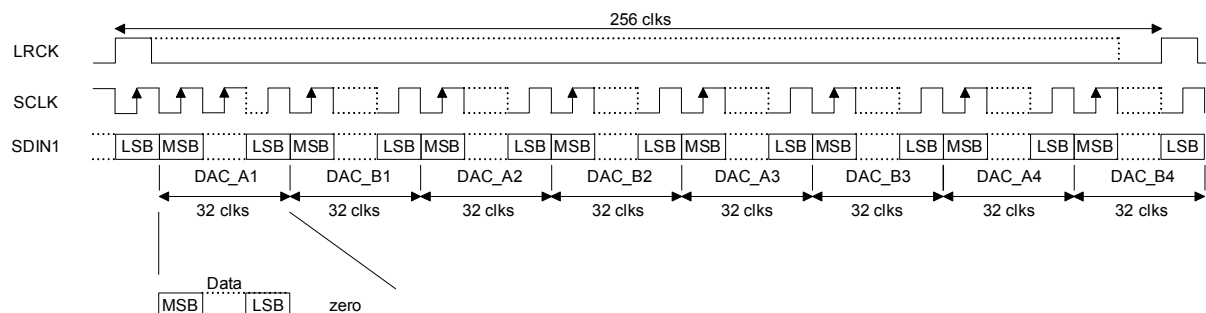 256 clks
LRCK
SCLK
SDIN1
LSB MSB LSB MSB LSB MSB LSB MSB LSB MSB LSB MSB LSB MSB LSB MSB LSB
DAC_A1 DAC_B1 DAC_A2 DAC_B2 DAC_A3 DAC_B3 DAC_A4 DAC_B4
32 clks 32 clks 32 clks 32 clks 32 clks 32 clks 32 clks 32 clks
Data
MSB LSB zero